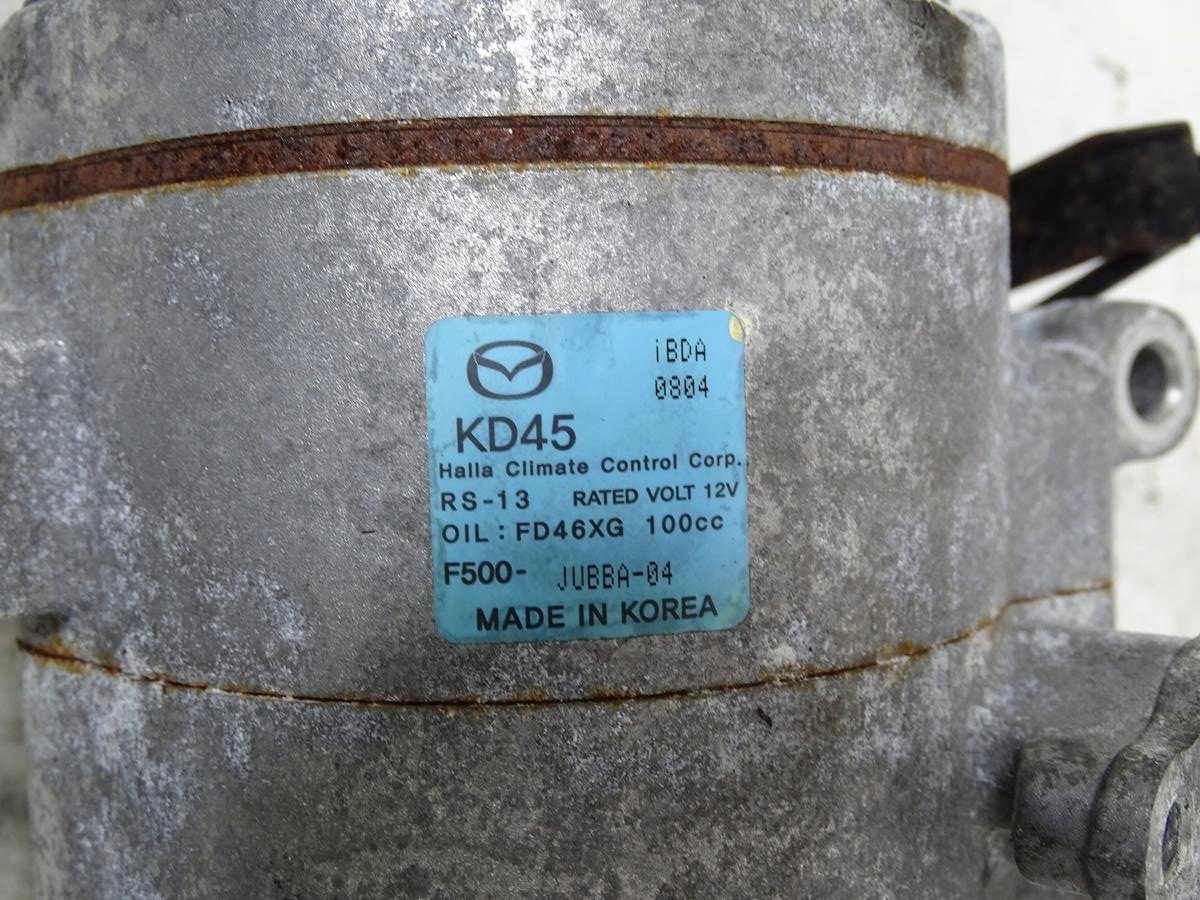 iBDA
0804
KD45
Halla Climate Control Corp.
RS-13 RATED VOLT 12V
OIL : FD46XG 100cc
F500- JUBBA-04
MADE IN KOREA